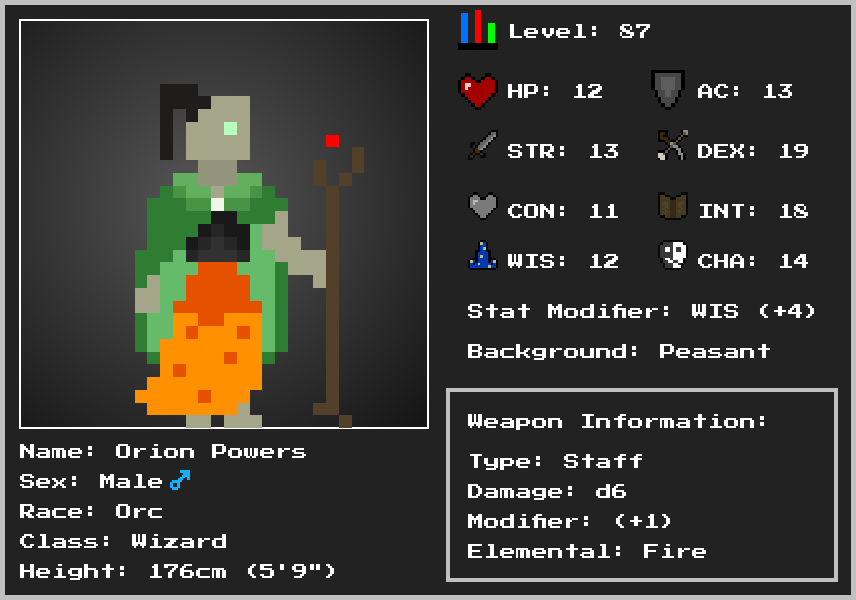 Level: 87
HP: 12
AC: 13
STR: 13
DEX: 19
CON: 11
INT: 18
WIS: 12
CHA: 14
Stat Modifier: WIS (+4)
Background: Peasant
Weapon Information:
Type: Staff
Damage: d6
Modifier: (+1)
Elemental: Fire
Name: Orion Powers
Sex: Male ♂
Race: Orc
Class: Wizard
Height: 176cm (5'9")